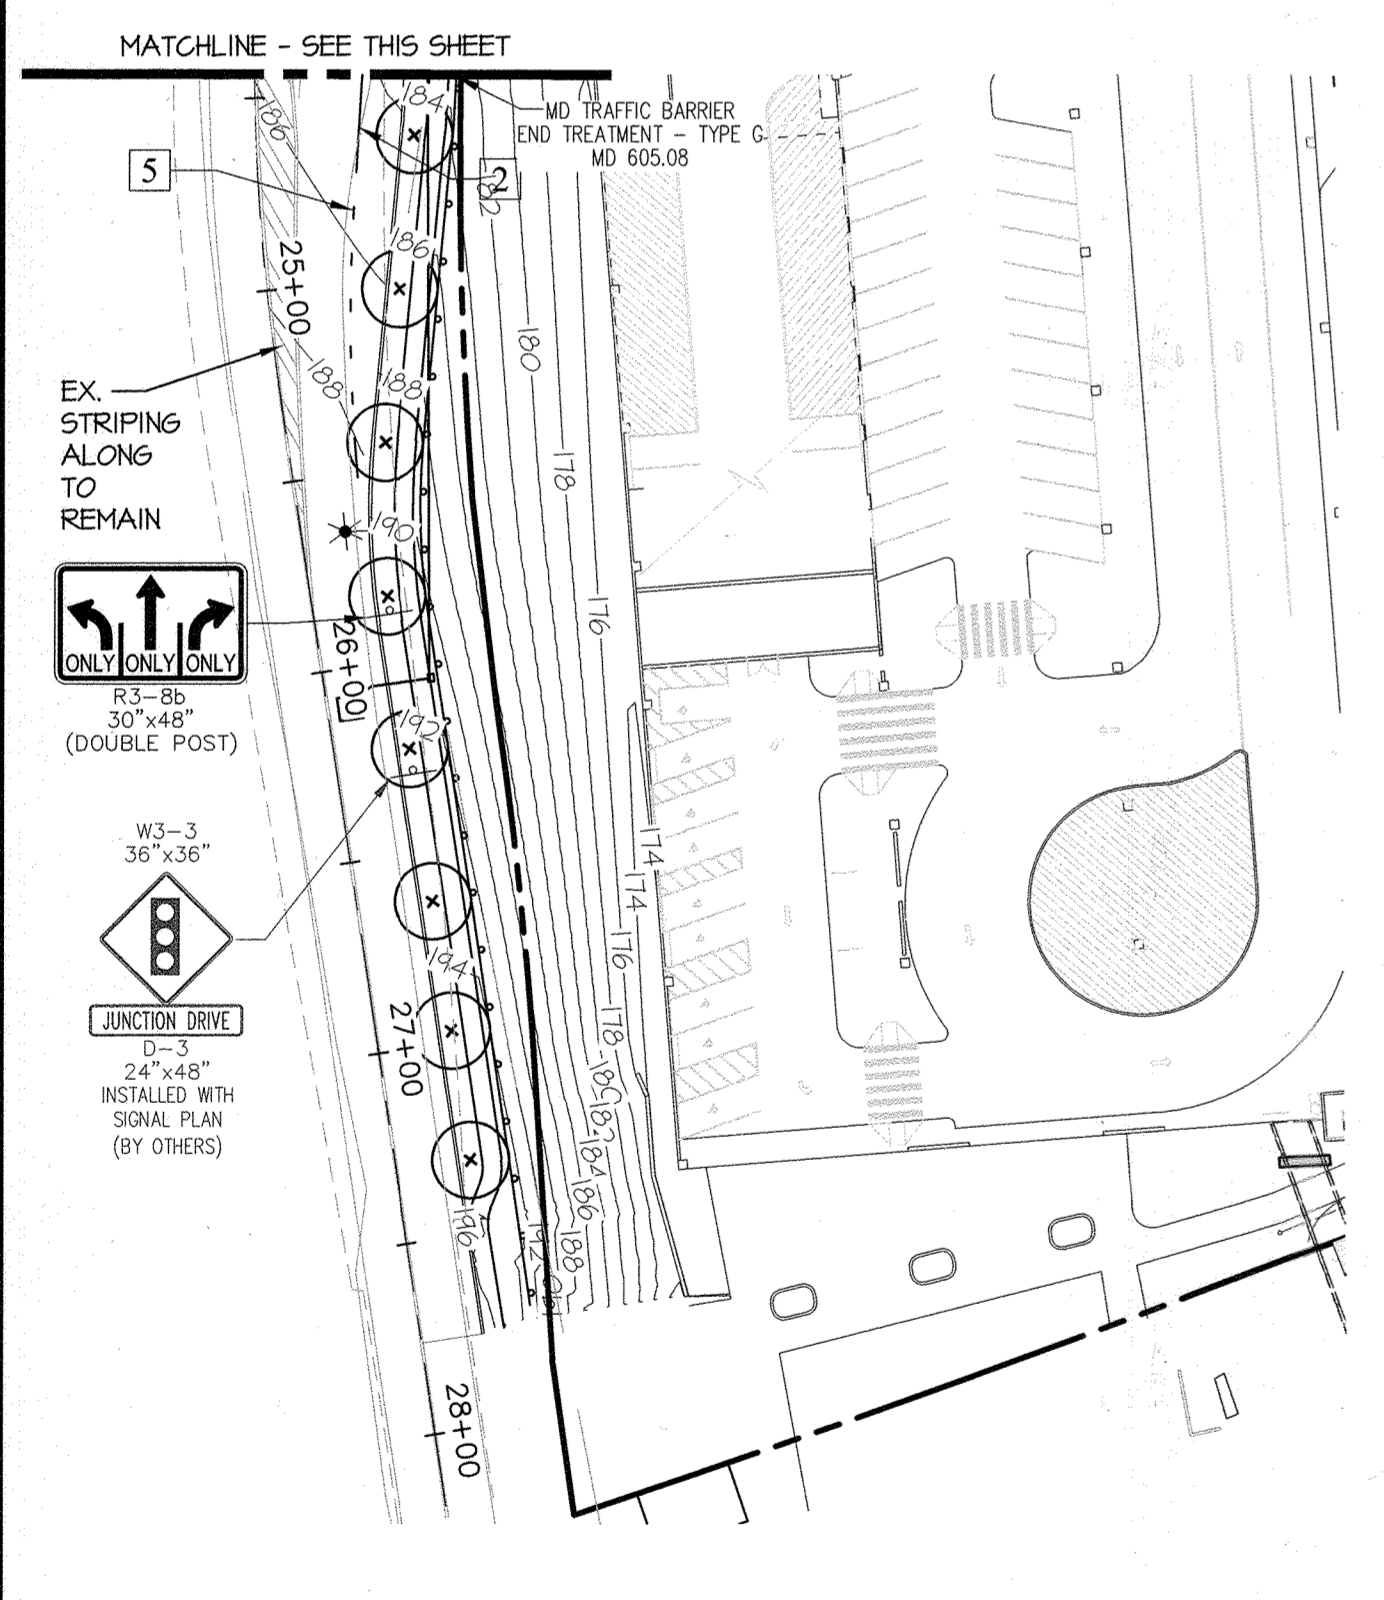 MATCHLINE - SEE THIS SHEET
MD TRAFFIC BARRIER
END TREATMENT - TYPE G
MD 605.08
184
186
5
2
182
186
25+00
180
188
188
EX.
STRIPING
ALONG
TO
REMAIN
178
190
ONLY ONLY ONLY
R3-8b
30"x48"
(DOUBLE POST)
176
26+00
192
W3-3
36"x36"
174
174
176
194
JUNCTION DRIVE
D-3
24"x48"
INSTALLED WITH
SIGNAL PLAN
(BY OTHERS)
27+00
178
180
182
184
186
188
192
196
28+00